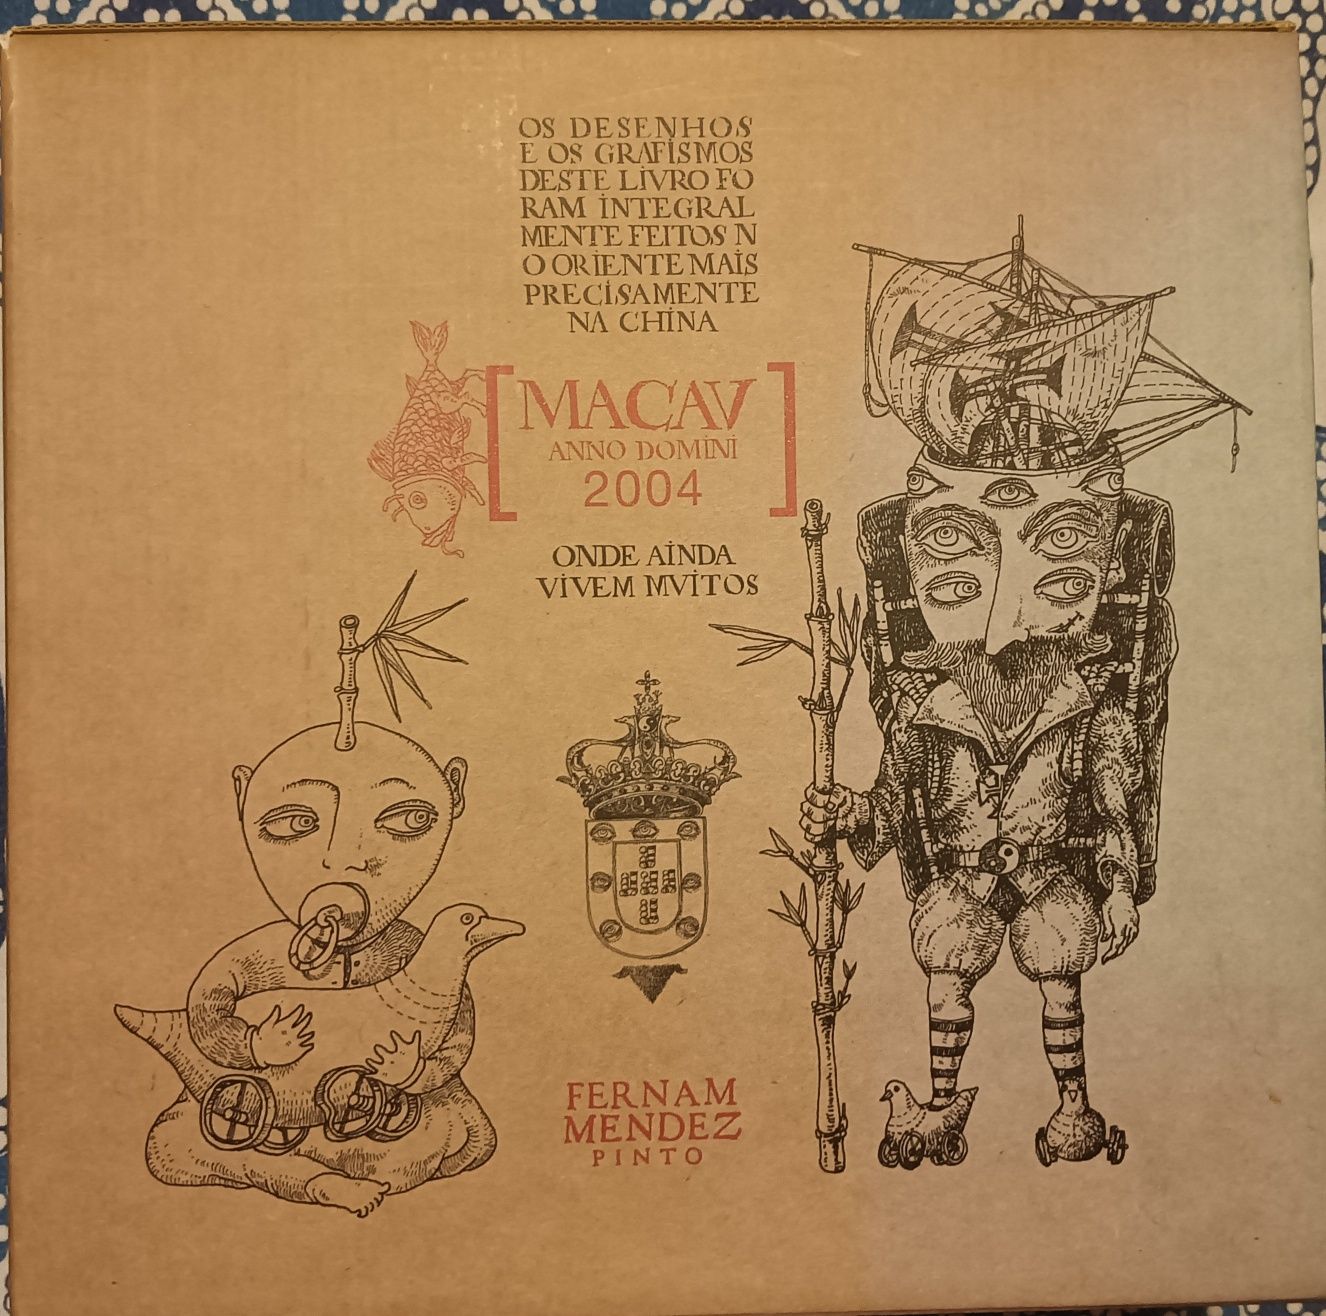 OS DESENHOS
E OS GRAFISMOS
DESTE LIVRO FO
RAM INTEGRAL
MENTE FEITOS N
O ORIENTE MAIS
PRECISAMENTE
NA CHINA
[MACAV
ANNO DOMINI
2004]
ONDE AINDA
VIVEM MVITOS
FERNAM
MENDEZ
PINTO